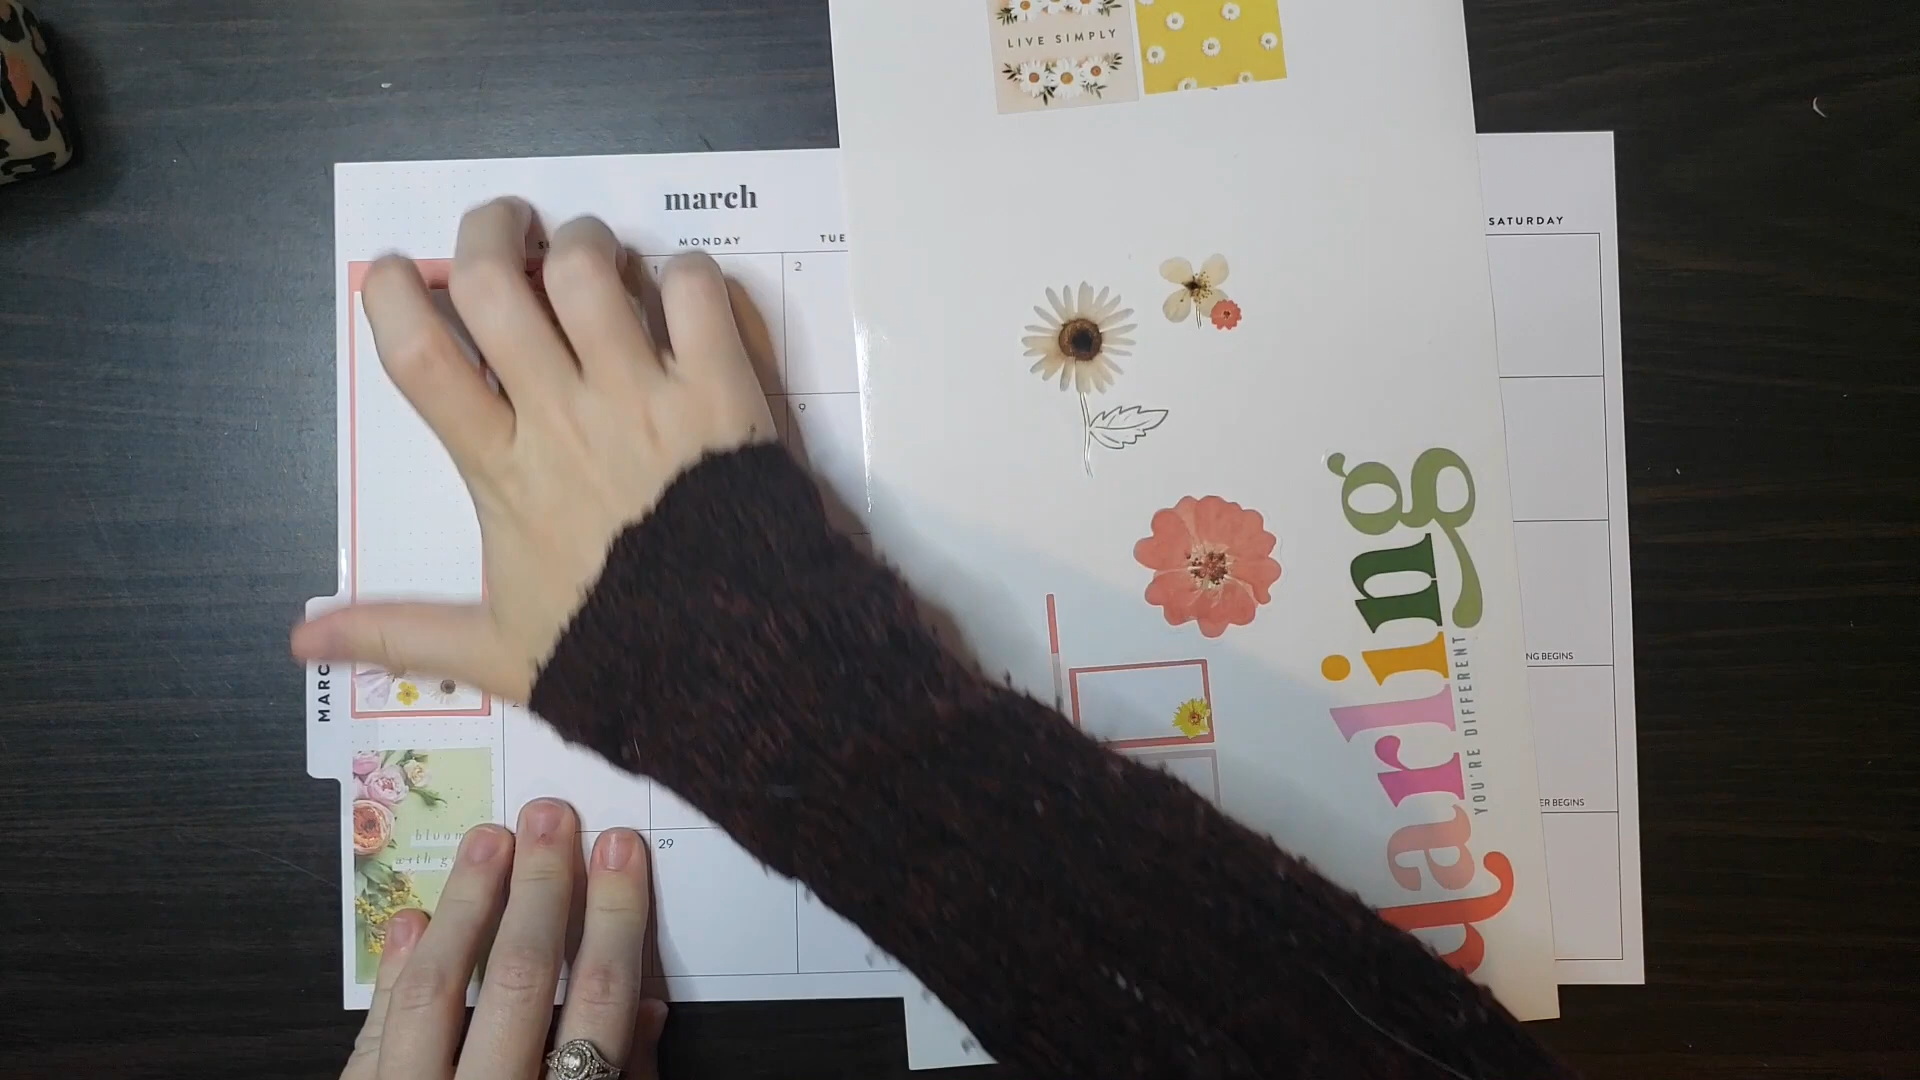 LIVE SIMPLY
march
SATURDAY
MONDAY
TUE
1
2
9
NG BEGINS
MARC
darling
YOU'RE DIFFERENT
ER BEGINS
bloom
with g
29